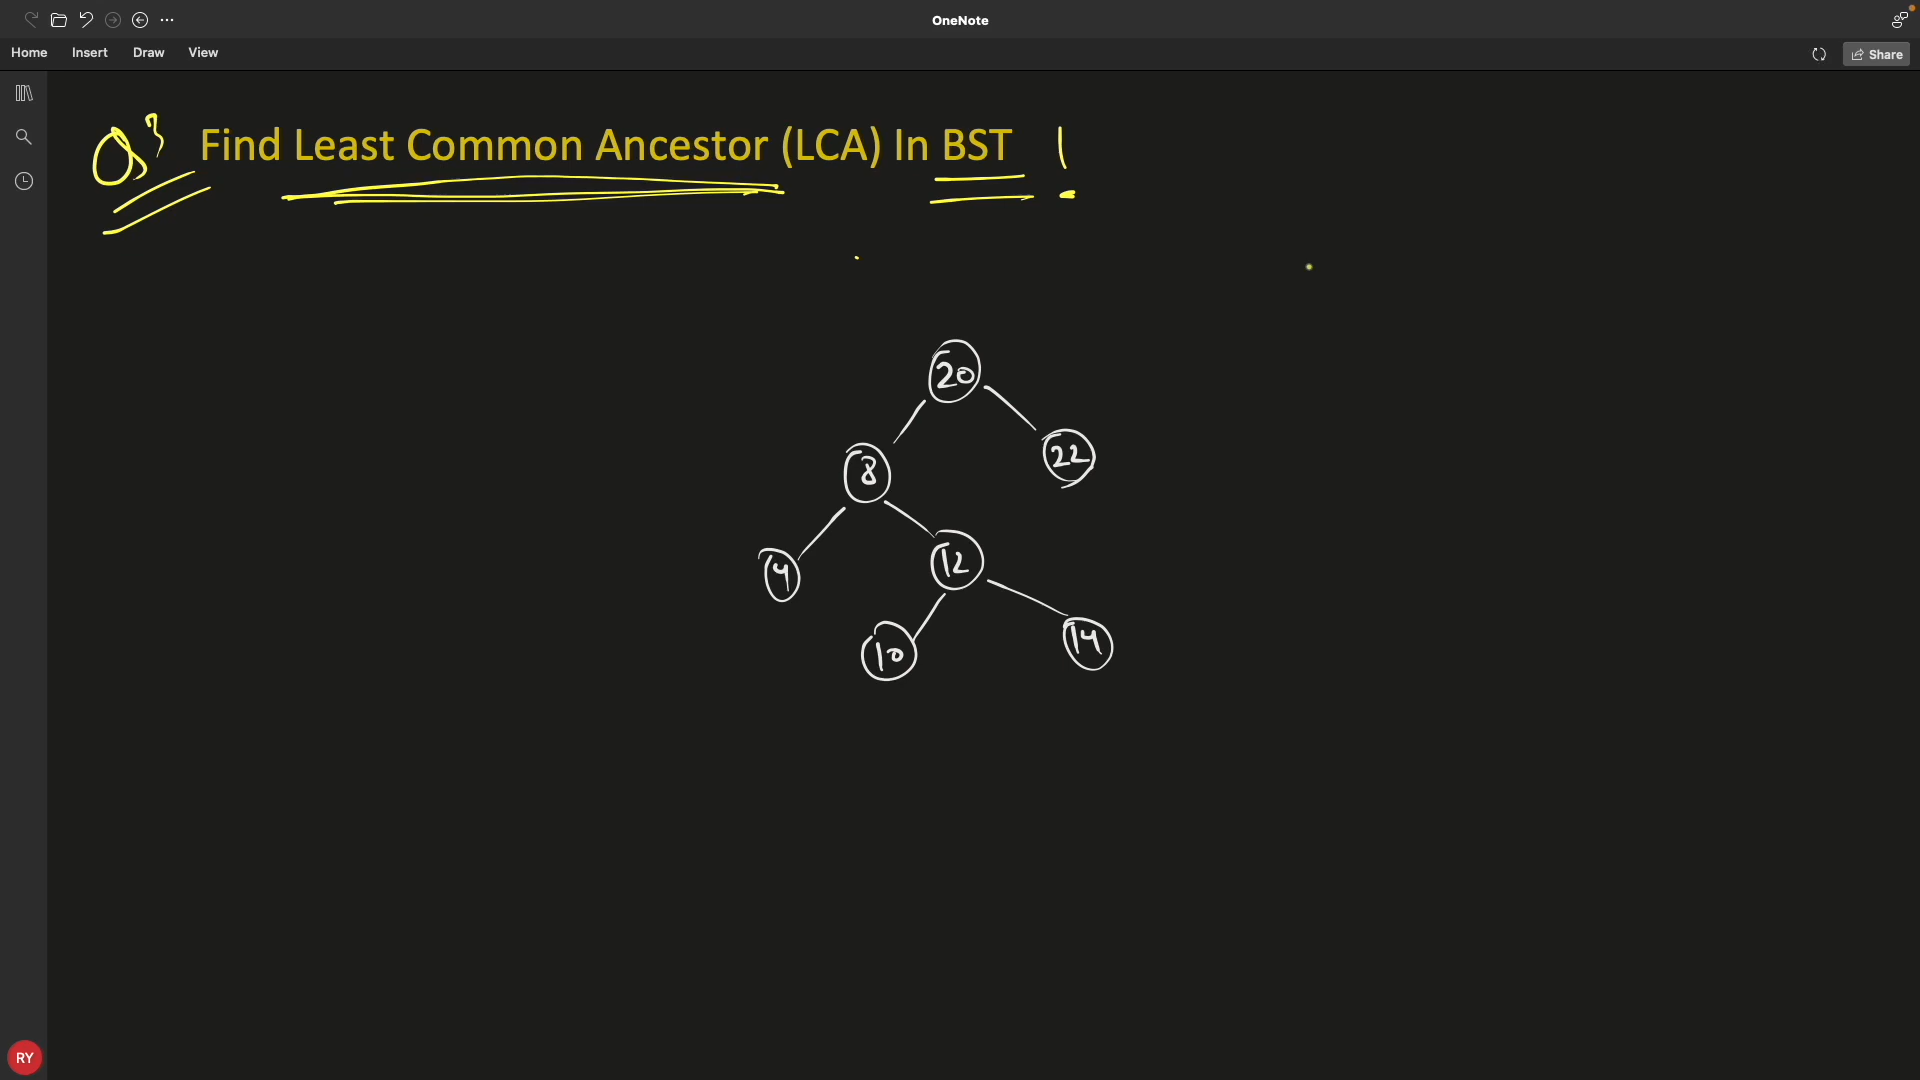 OneNote
Home Insert Draw View
Share
Q: Find Least Common Ancestor (LCA) In BST !
20
22
8
4
12
10
14
RY